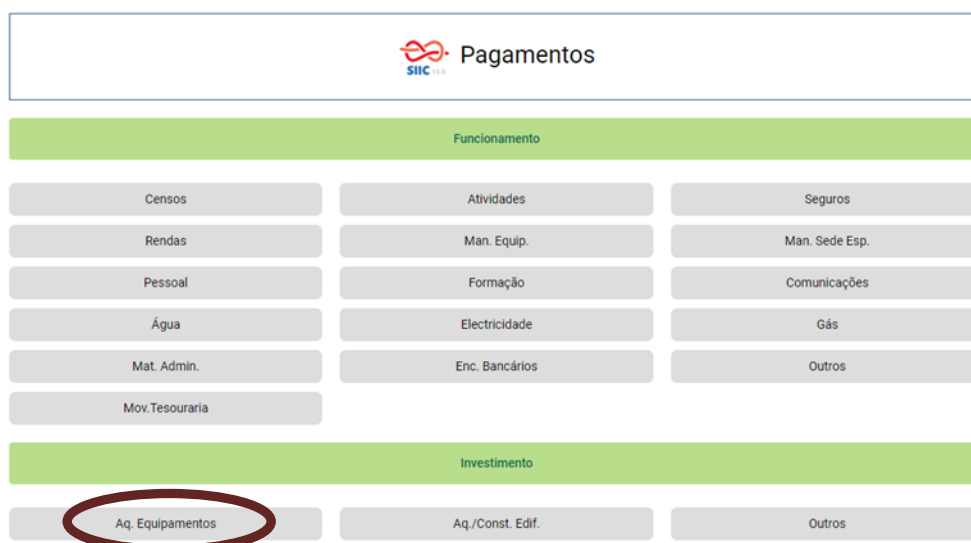 Pagamentos
SIIC v3.0
Funcionamento
Censos Atividades Seguros
Rendas Man. Equip. Man. Sede Esp.
Pessoal Formação Comunicações
Água Electricidade Gás
Mat. Admin. Enc. Bancários Outros
Mov.Tesouraria
Investimento
Aq. Equipamentos Aq./Const. Edif. Outros